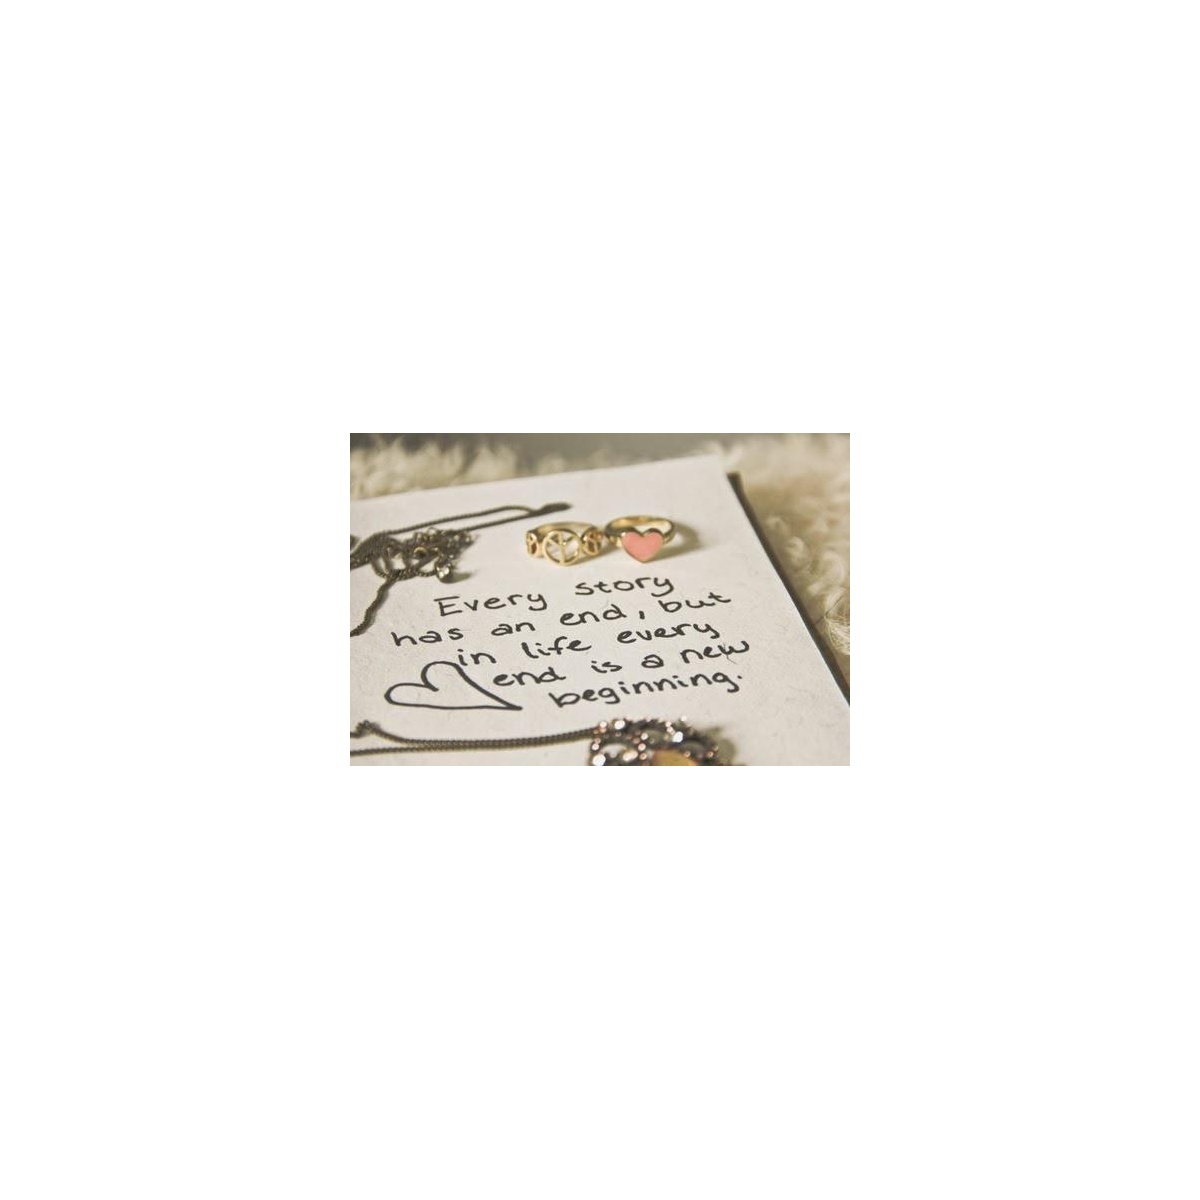 Every story
has an end, but
in life every
end is a new
beginning.